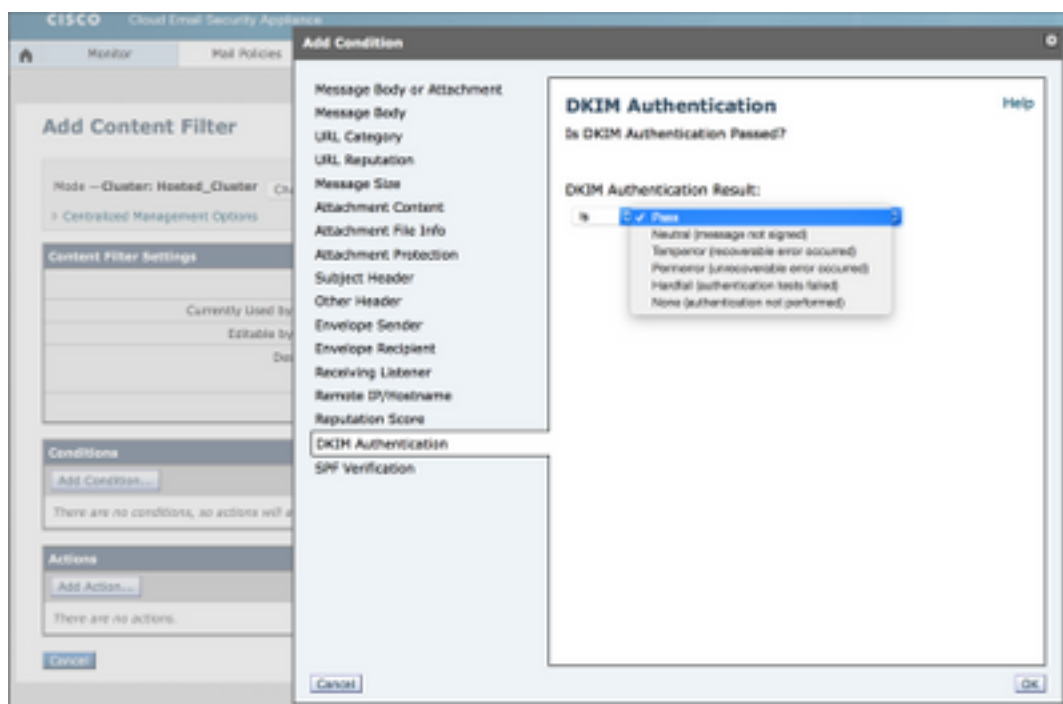 CISCO Cloud Email Security Appliance
Monitor Mail Policies
Add Content Filter
Mode —Cluster: Hosted_Cluster
Centralized Management Options
Content Filter Settings
Currently Used by
Editable by
Conditions
Add Condition...
There are no conditions, so actions will a
Actions
Add Action...
There are no actions.
Cancel
Add Condition
Message Body or Attachment
Message Body
URL Category
URL Reputation
Message Size
Attachment Content
Attachment File Info
Attachment Protection
Subject Header
Other Header
Envelope Sender
Envelope Recipient
Receiving Listener
Remote IP/Hostname
Reputation Score
DKIM Authentication
SPF Verification
DKIM Authentication
Help
Is DKIM Authentication Passed?
DKIM Authentication Result:
Is
✓ Pass
Neutral (message not signed)
Temperror (recoverable error occurred)
Permerror (unrecoverable error occurred)
Hardfail (authentication tests failed)
None (authentication not performed)
Cancel
OK